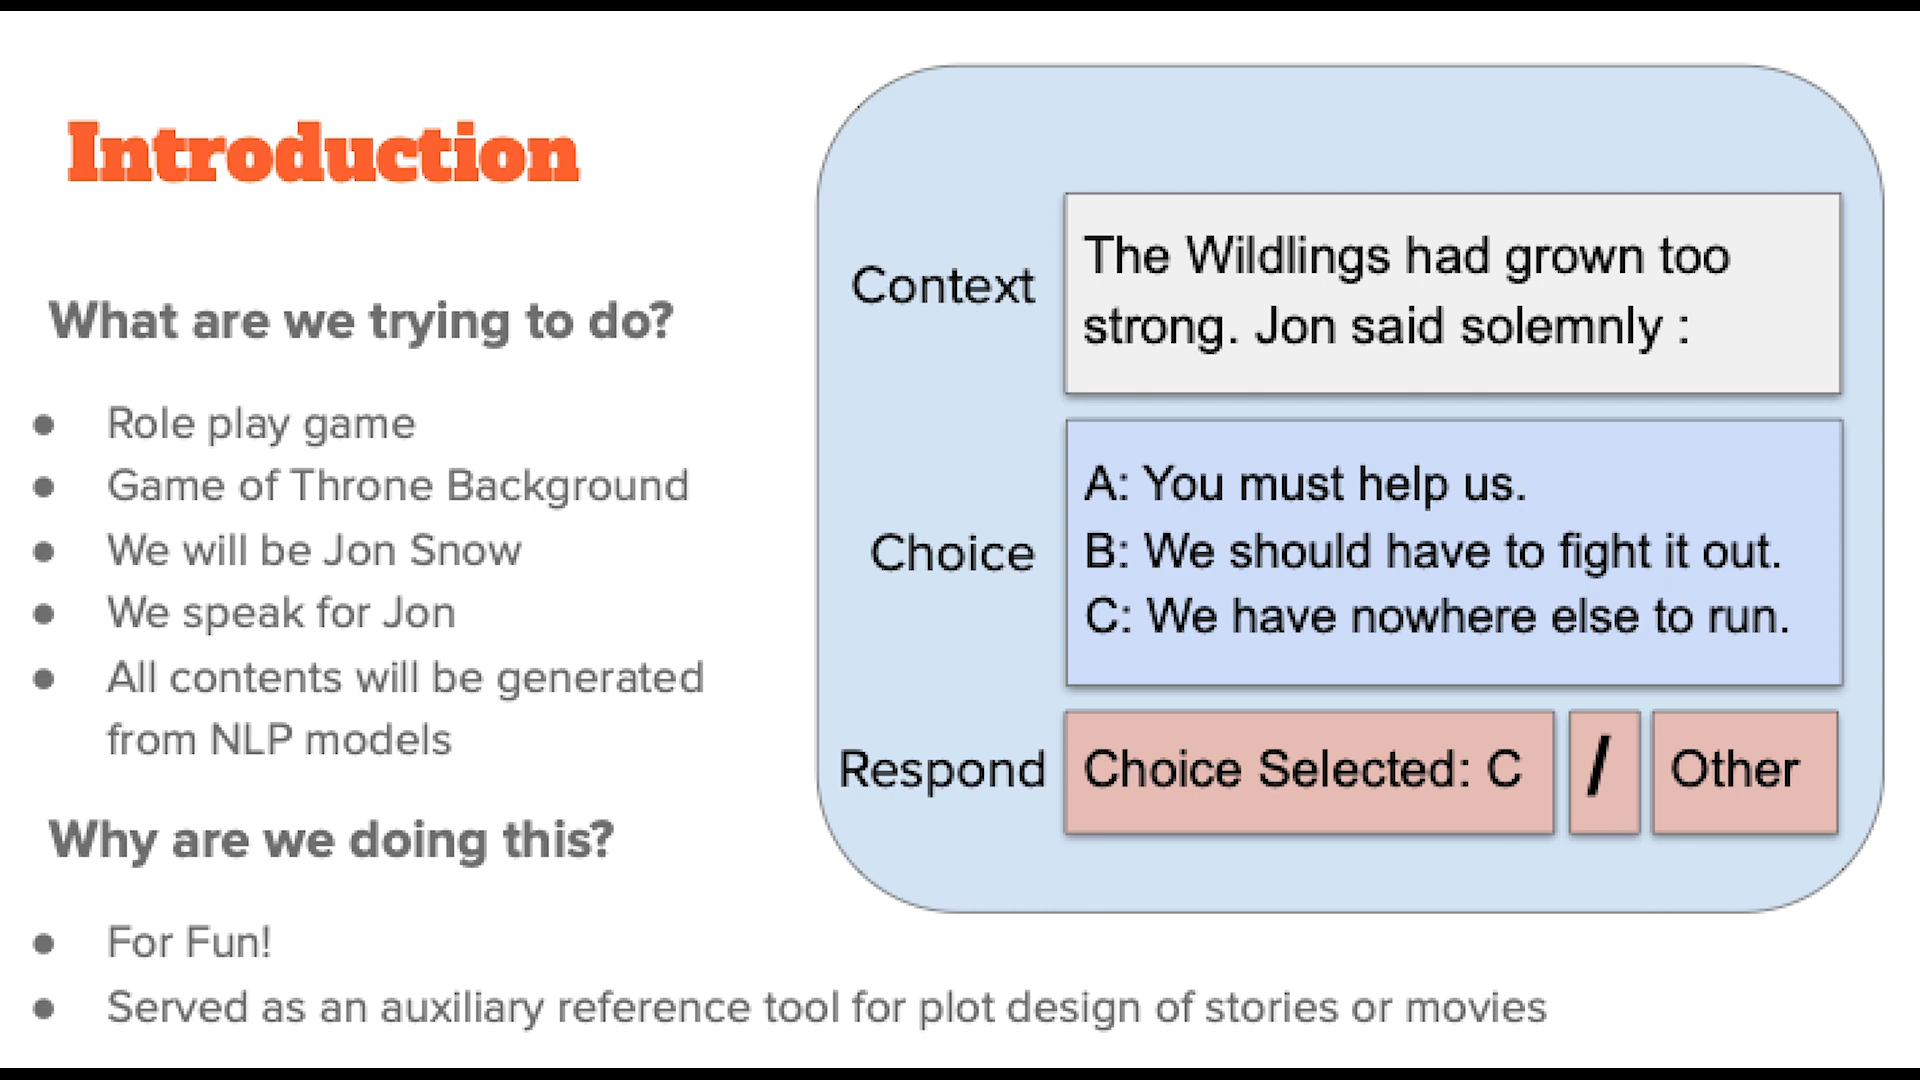 Introduction
What are we trying to do?
● Role play game
● Game of Throne Background
● We will be Jon Snow
● We speak for Jon
● All contents will be generated
from NLP models
Why are we doing this?
● For Fun!
● Served as an auxiliary reference tool for plot design of stories or movies
Context
The Wildlings had grown too
strong. Jon said solemnly :
Choice
A: You must help us.
B: We should have to fight it out.
C: We have nowhere else to run.
Respond
Choice Selected: C
/
Other